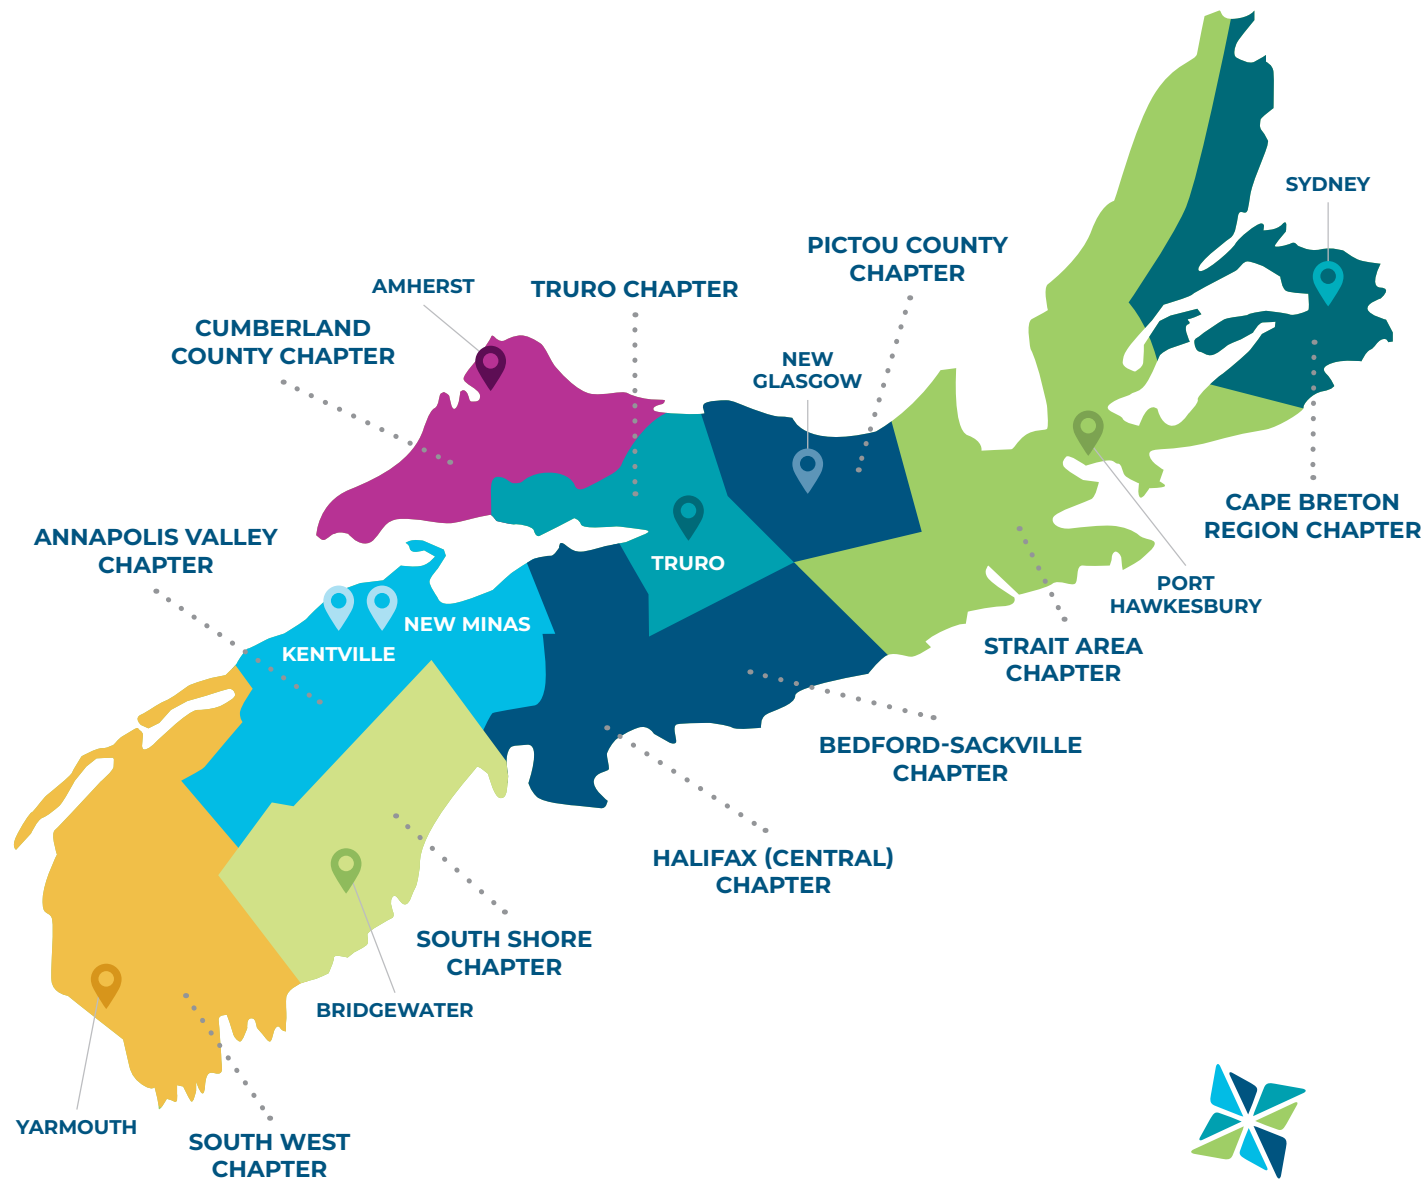 SYDNEY
PICTOU COUNTY
CHAPTER
AMHERST
TRURO CHAPTER
CUMBERLAND
COUNTY CHAPTER
NEW
GLASGOW
CAPE BRETON
REGION CHAPTER
ANNAPOLIS VALLEY
CHAPTER
TRURO
PORT
HAWKESBURY
NEW MINAS
KENTVILLE
STRAIT AREA
CHAPTER
BEDFORD-SACKVILLE
CHAPTER
HALIFAX (CENTRAL)
CHAPTER
SOUTH SHORE
CHAPTER
BRIDGEWATER
YARMOUTH
SOUTH WEST
CHAPTER